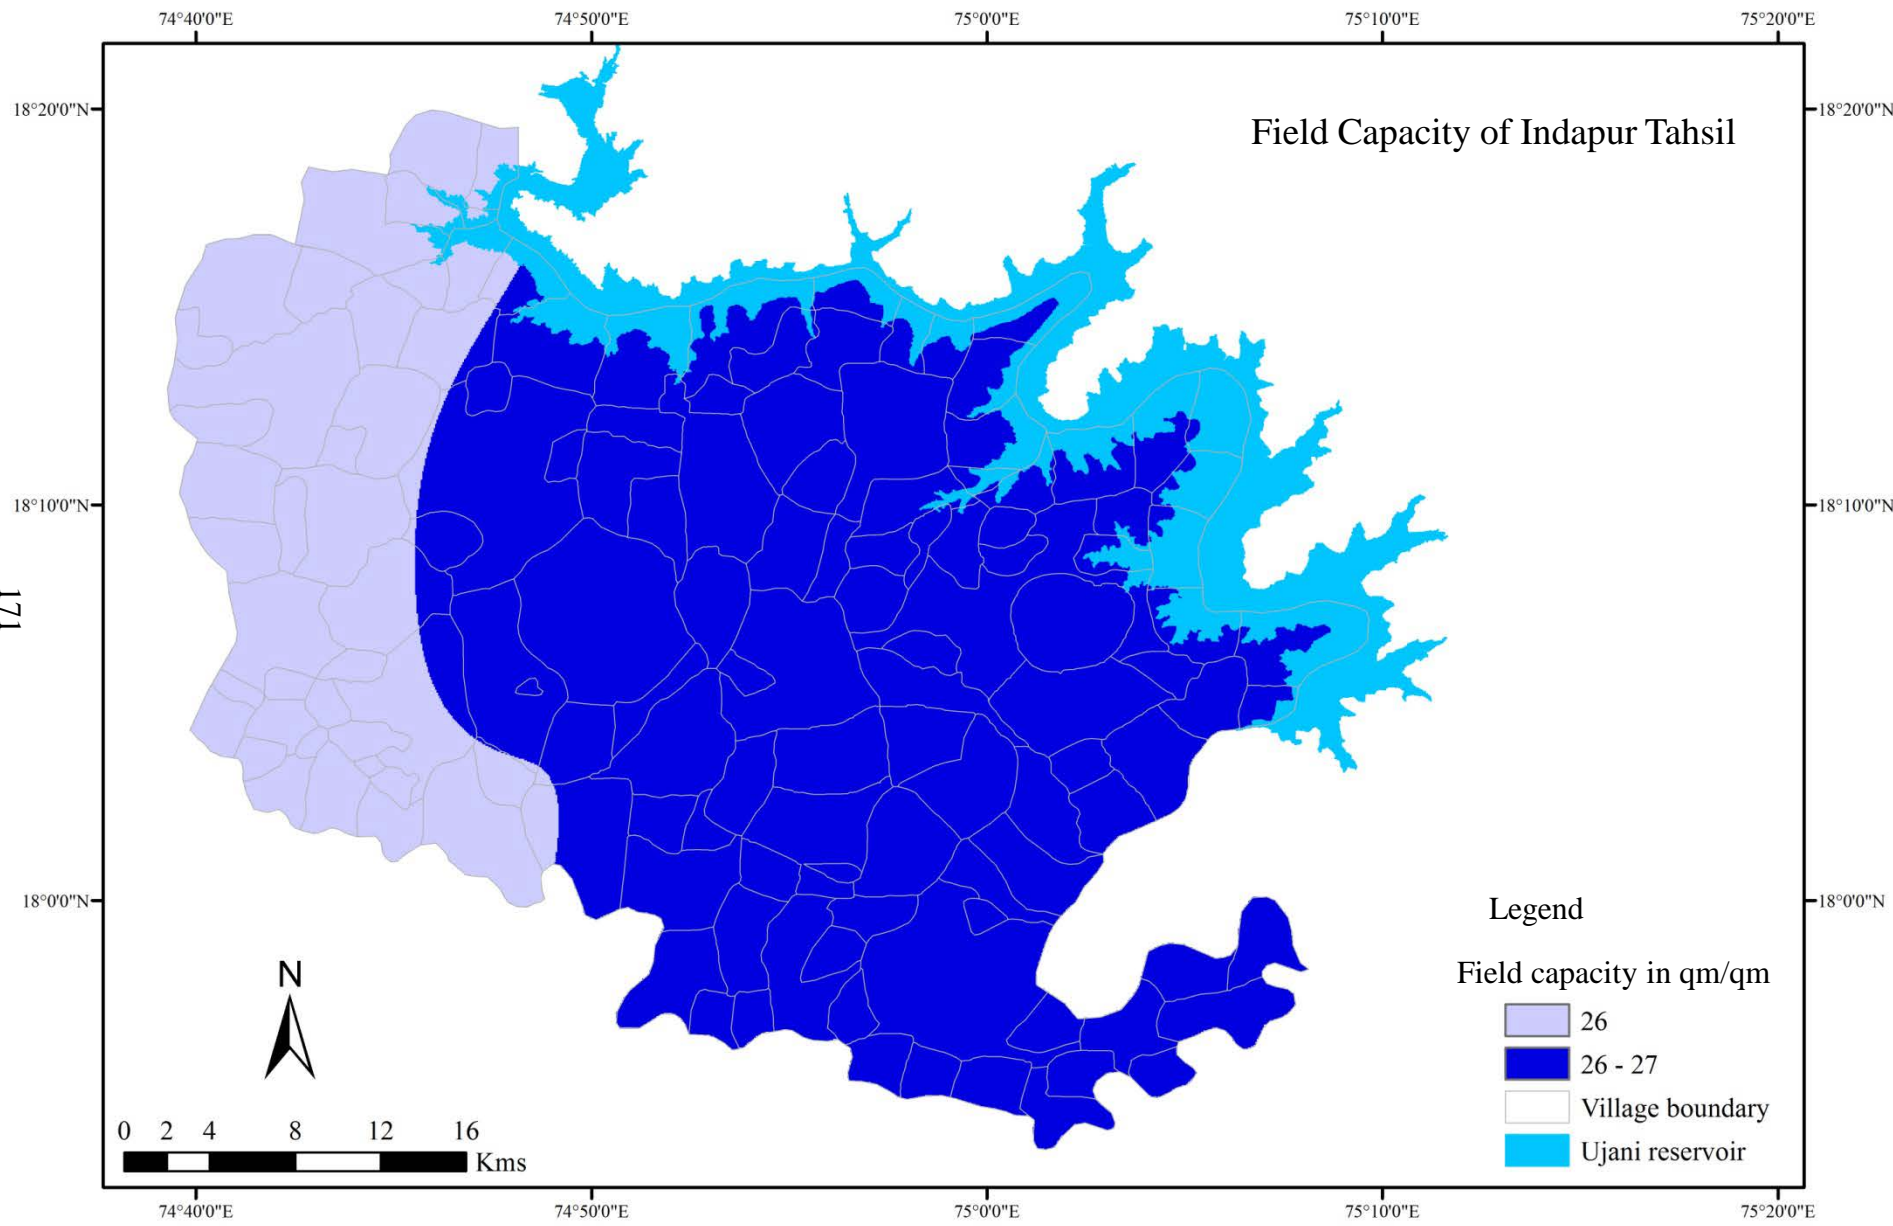 74°40'0"E 74°50'0"E 75°0'0"E 75°10'0"E 75°20'0"E
18°20'0"N 18°20'0"N
Field Capacity of Indapur Tahsil
18°10'0"N 18°10'0"N
171
18°0'0"N 18°0'0"N
Legend
Field capacity in qm/qm
26
26 - 27
Village boundary
Ujani reservoir
N
0 2 4 8 12 16
Kms
74°40'0"E 74°50'0"E 75°0'0"E 75°10'0"E 75°20'0"E